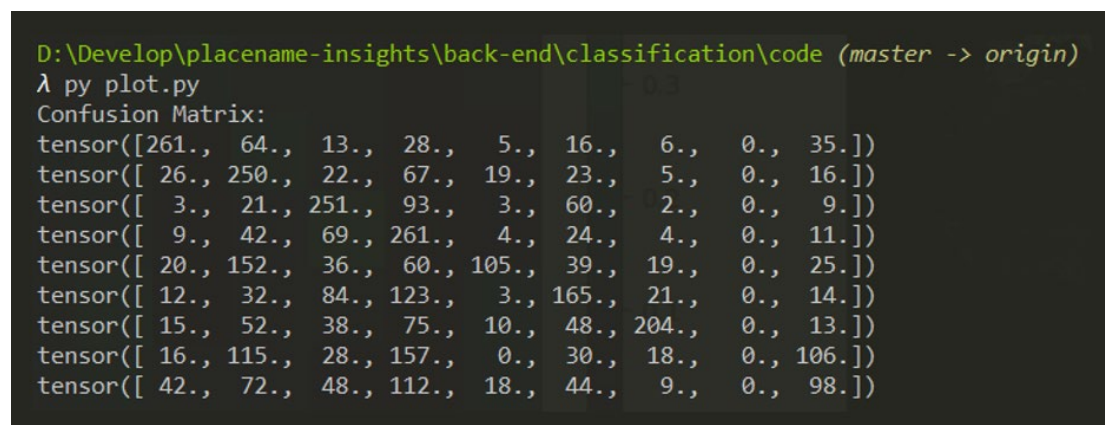 D:\Develop\placename-insights\back-end\classification\code (master -> origin)
λ py plot.py
Confusion Matrix:
tensor([261.,  64.,  13.,  28.,   5.,  16.,   6.,   0.,  35.])
tensor([ 26., 250.,  22.,  67.,  19.,  23.,   5.,   0.,  16.])
tensor([  3.,  21., 251.,  93.,   3.,  60.,   2.,   0.,   9.])
tensor([  9.,  42.,  69., 261.,   4.,  24.,   4.,   0.,  11.])
tensor([ 20., 152.,  36.,  60., 105.,  39.,  19.,   0.,  25.])
tensor([ 12.,  32.,  84., 123.,   3., 165.,  21.,   0.,  14.])
tensor([ 15.,  52.,  38.,  75.,  10.,  48., 204.,   0.,  13.])
tensor([ 16., 115.,  28., 157.,   0.,  30.,  18.,   0., 106.])
tensor([ 42.,  72.,  48., 112.,  18.,  44.,   9.,   0.,  98.])